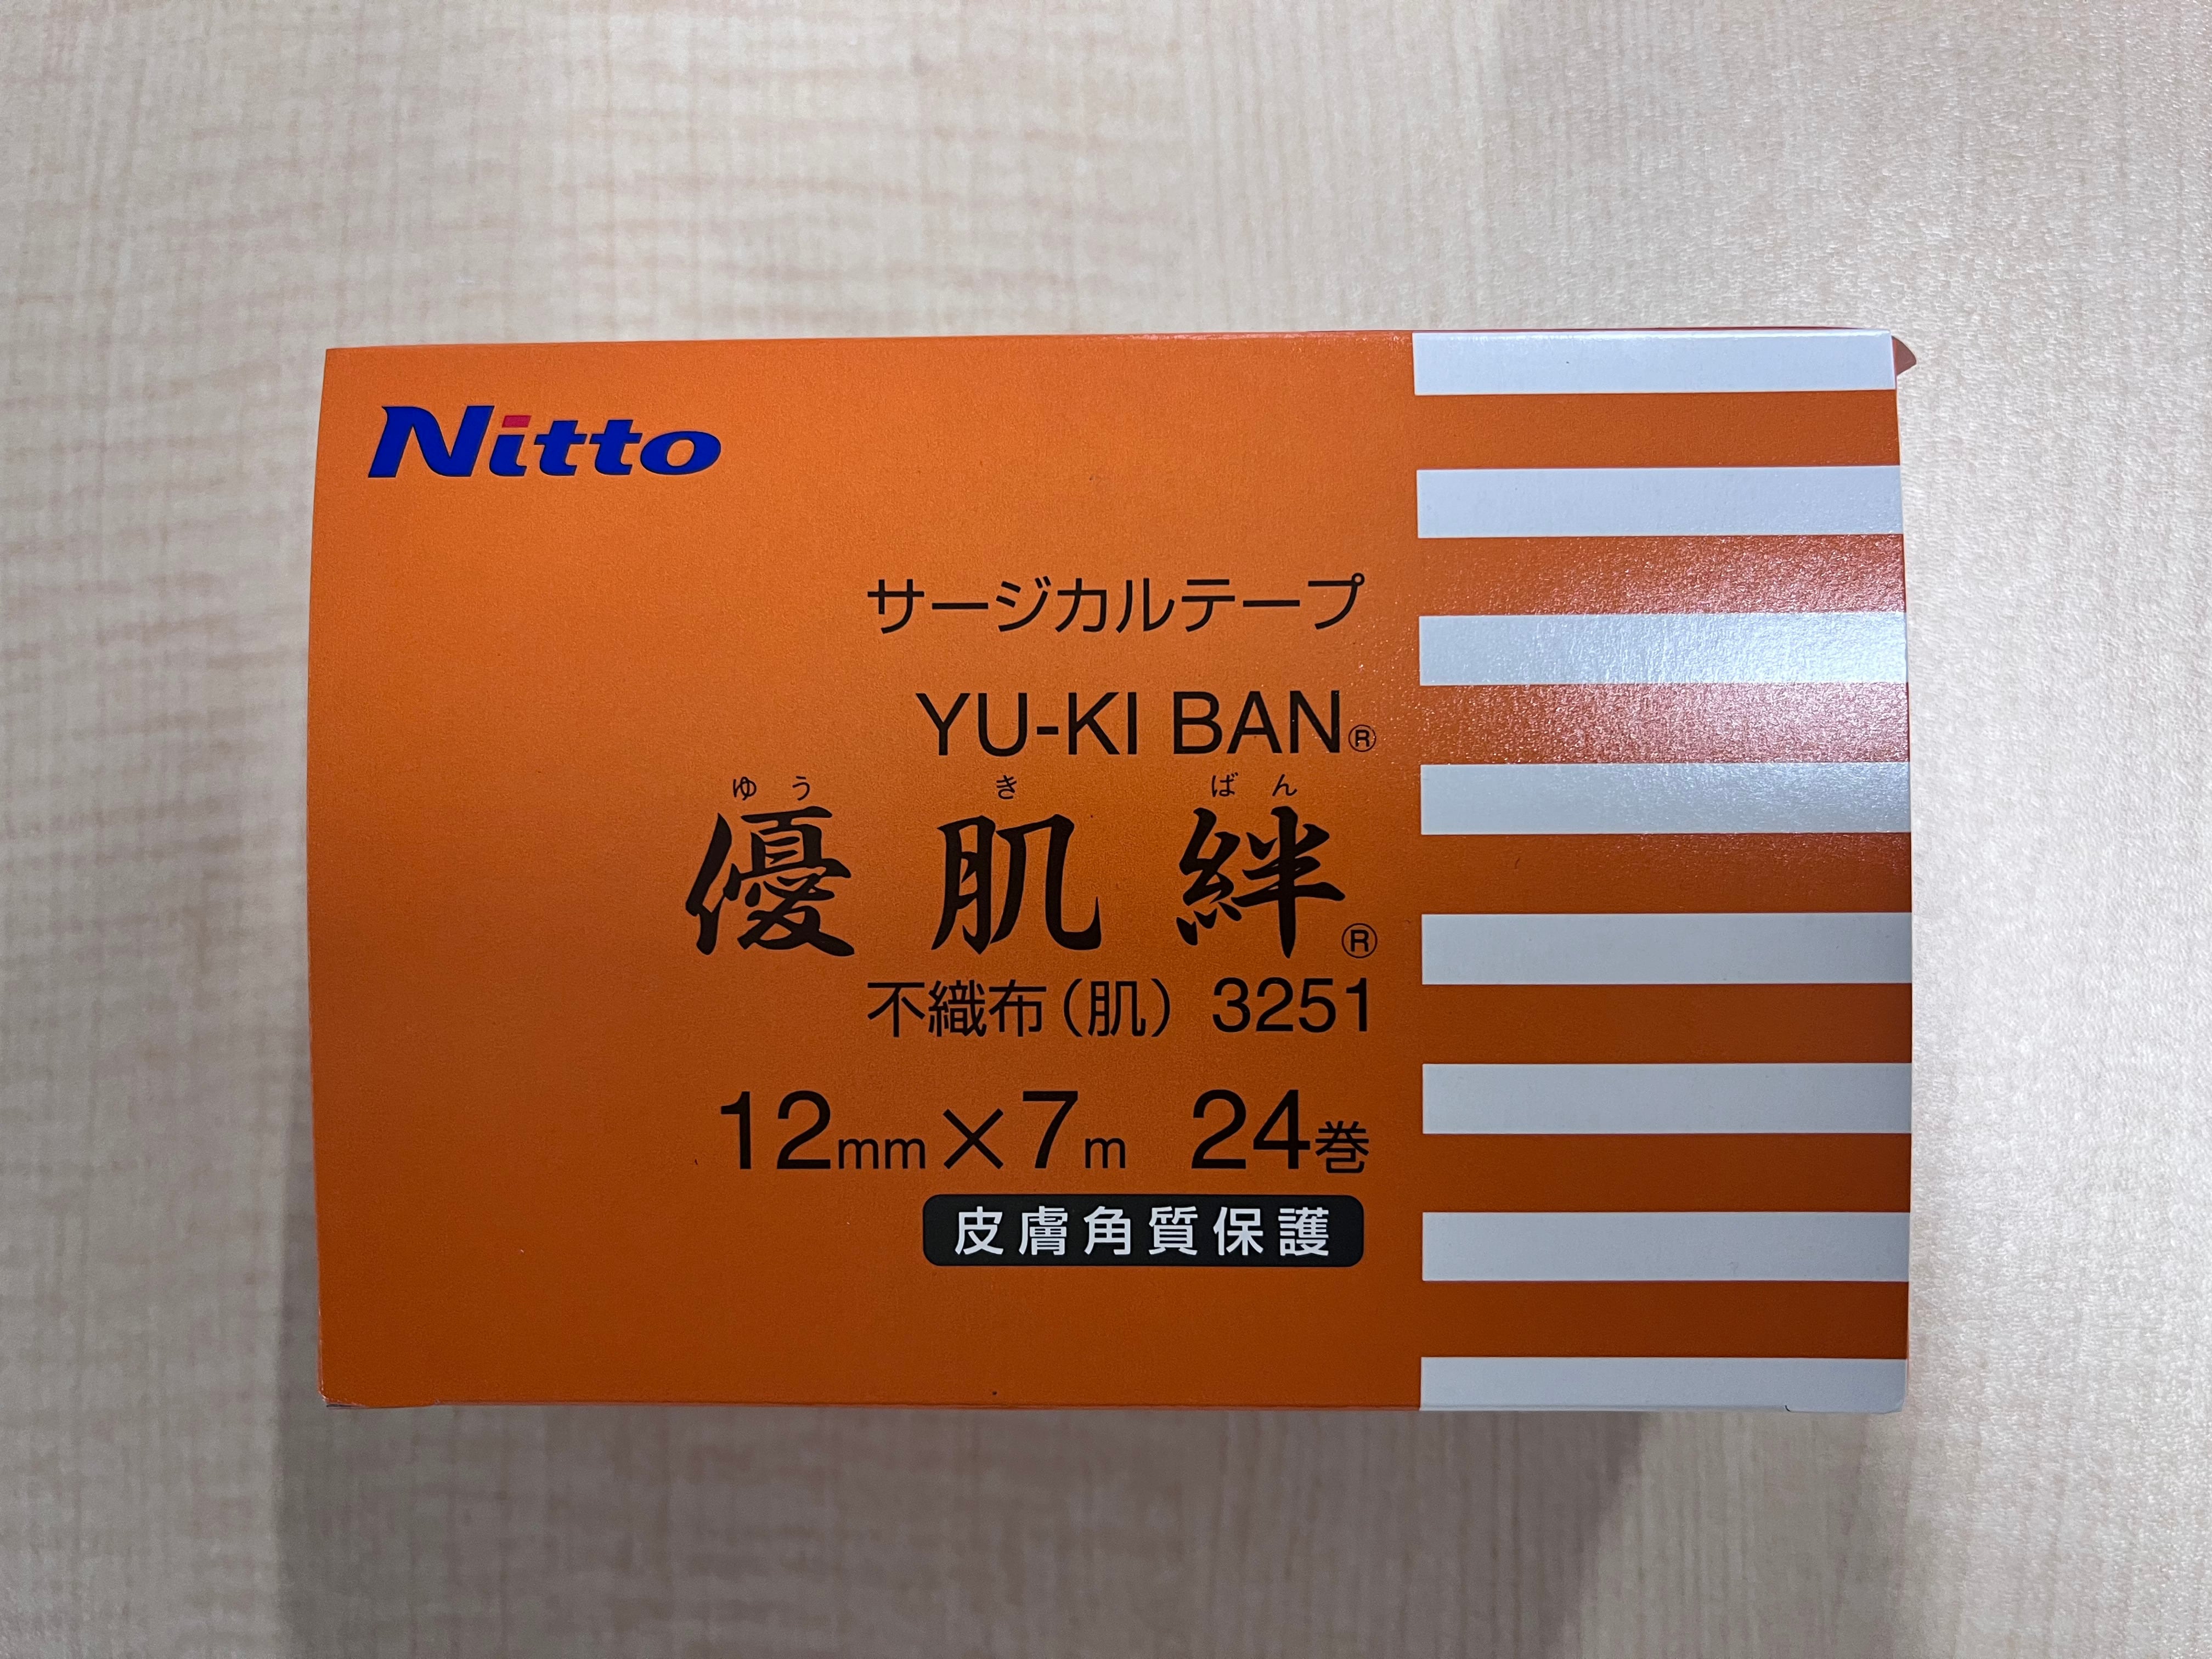 Nitto
サージカルテープ
YU-KI BAN®
ゆう き ばん
優肌絆®
不織布(肌) 3251
12mm×7m 24巻
皮膚角質保護